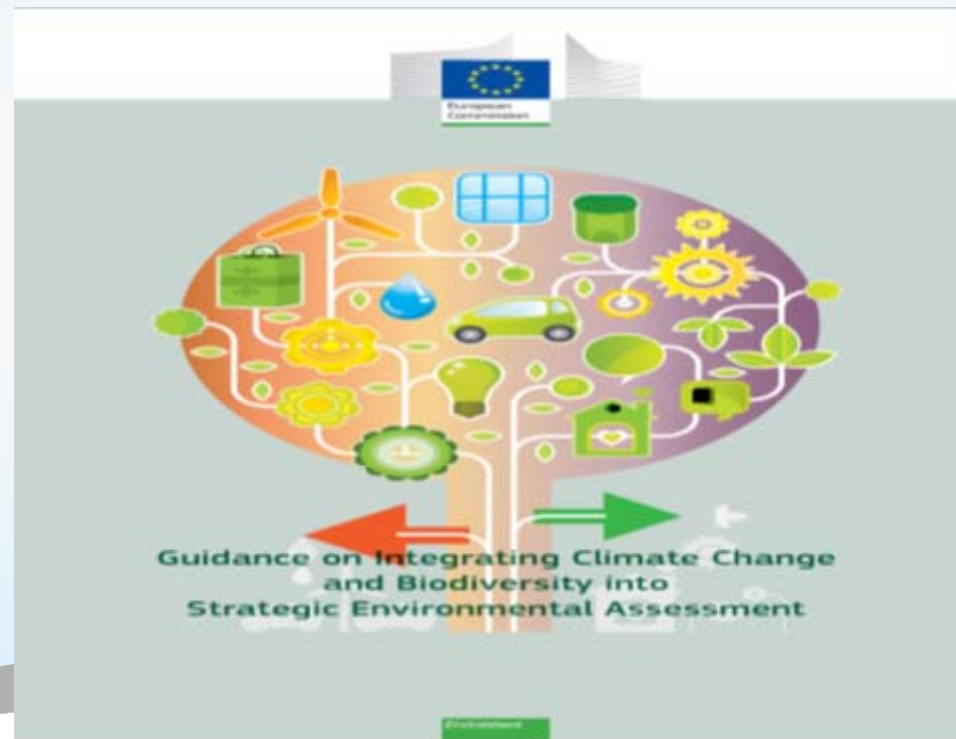 European
Commission
Guidance on Integrating Climate Change
and Biodiversity into
Strategic Environmental Assessment
Environment